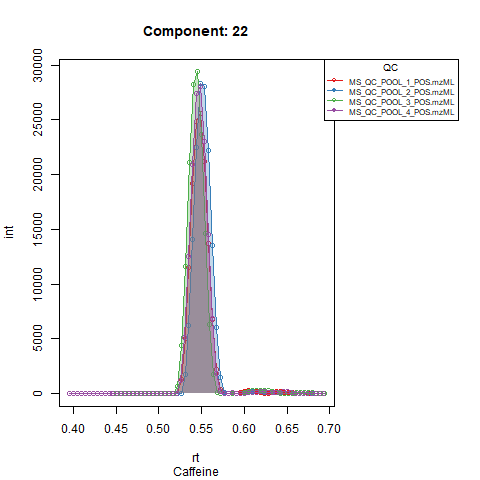 Component: 22
QC
MS_QC_POOL_1_POS.mzML
MS_QC_POOL_2_POS.mzML
MS_QC_POOL_3_POS.mzML
MS_QC_POOL_4_POS.mzML
int
30000
25000
20000
15000
10000
5000
0
0.40 0.45 0.50 0.55 0.60 0.65 0.70
rt
Caffeine